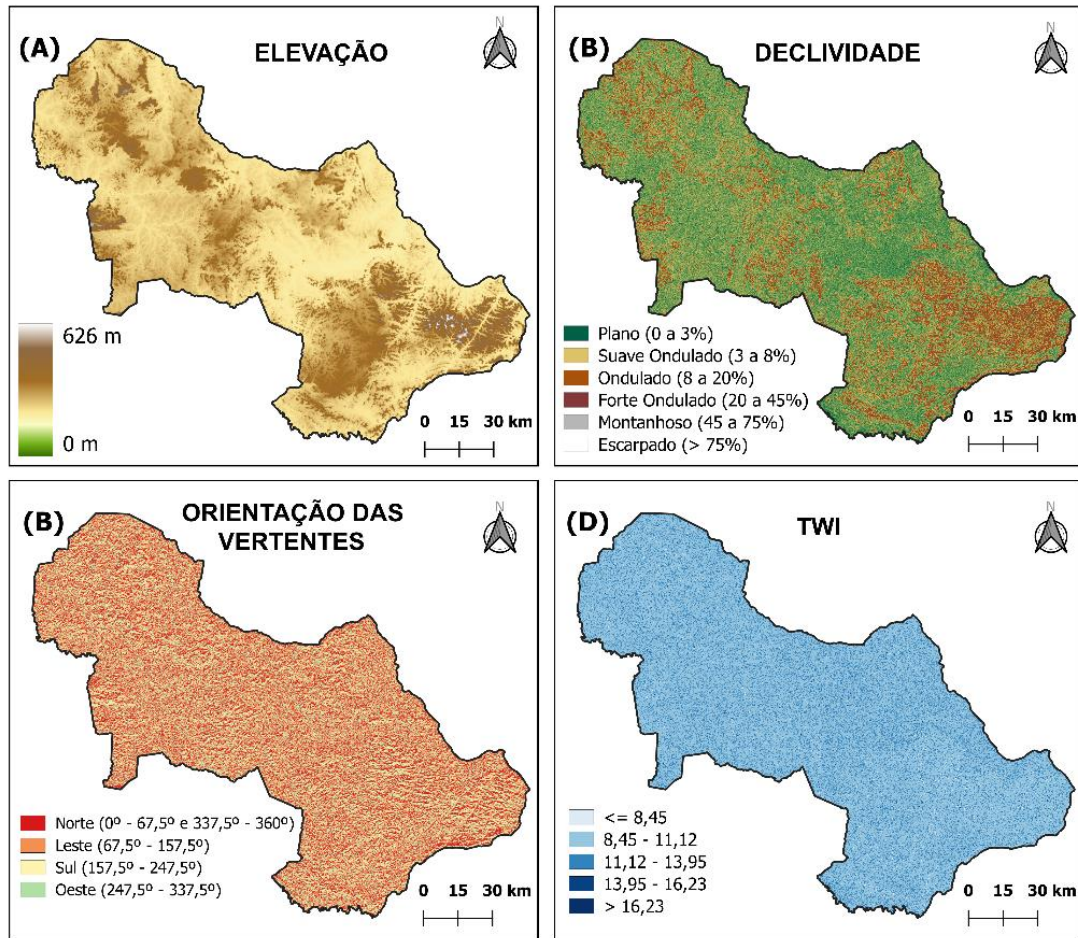 (A)
ELEVAÇÃO
N
626 m
0 m
0 15 30 km
(B)
DECLIVIDADE
N
Plano (0 a 3%)
Suave Ondulado (3 a 8%)
Ondulado (8 a 20%)
Forte Ondulado (20 a 45%)
Montanhoso (45 a 75%)
Escarpado (> 75%)
0 15 30 km
(B)
ORIENTAÇÃO DAS
VERTENTES
N
Norte (0º - 67,5º e 337,5º - 360º)
Leste (67,5º - 157,5º)
Sul (157,5º - 247,5º)
Oeste (247,5º - 337,5º)
0 15 30 km
(D)
TWI
N
<= 8,45
8,45 - 11,12
11,12 - 13,95
13,95 - 16,23
> 16,23
0 15 30 km